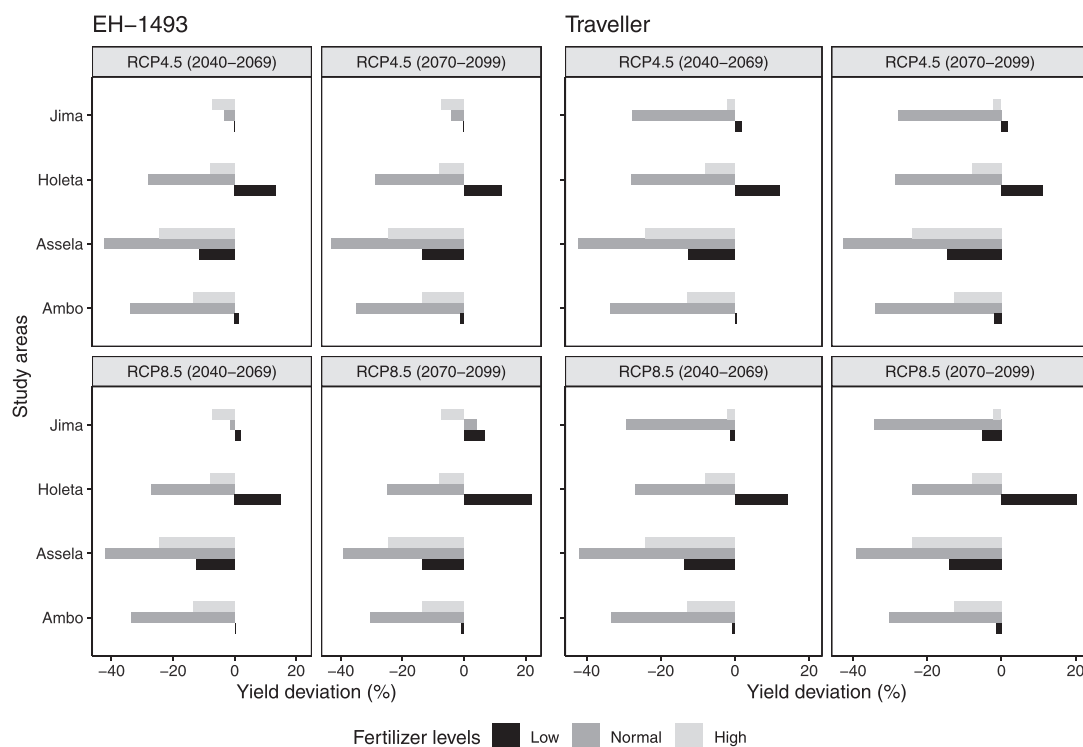 EH−1493 Traveller
RCP4.5 (2040−2069) RCP4.5 (2070−2099) RCP4.5 (2040−2069) RCP4.5 (2070−2099)
Jima
Holeta
Assela
Ambo
RCP8.5 (2040−2069) RCP8.5 (2070−2099) RCP8.5 (2040−2069) RCP8.5 (2070−2099)
Study areas
Jima
Holeta
Assela
Ambo
−40 −20 0 20 −40 −20 0 20 −40 −20 0 20 −40 −20 0 20
Yield deviation (%) Yield deviation (%)
Fertilizer levels Low Normal High